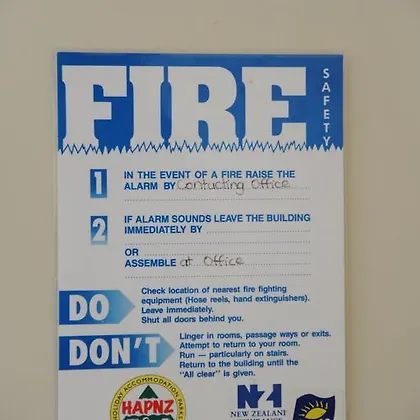 FIRE
SAFETY
1 IN THE EVENT OF A FIRE RAISE THE
ALARM BY Contacting Office
2 IF ALARM SOUNDS LEAVE THE BUILDING
IMMEDIATELY BY
OR
ASSEMBLE at Office
DO
Check location of nearest fire fighting
equipment (Hose reels, hand extinguishers).
Leave immediately.
Shut all doors behind you.
DON'T
Linger in rooms, passage ways or exits.
Attempt to return to your room.
Run — particularly on stairs.
Return to the building until the
"All clear" is given.
HOLIDAY ACCOMMODATION PARKS
HAPNZ
NZI
NEW ZEALAND